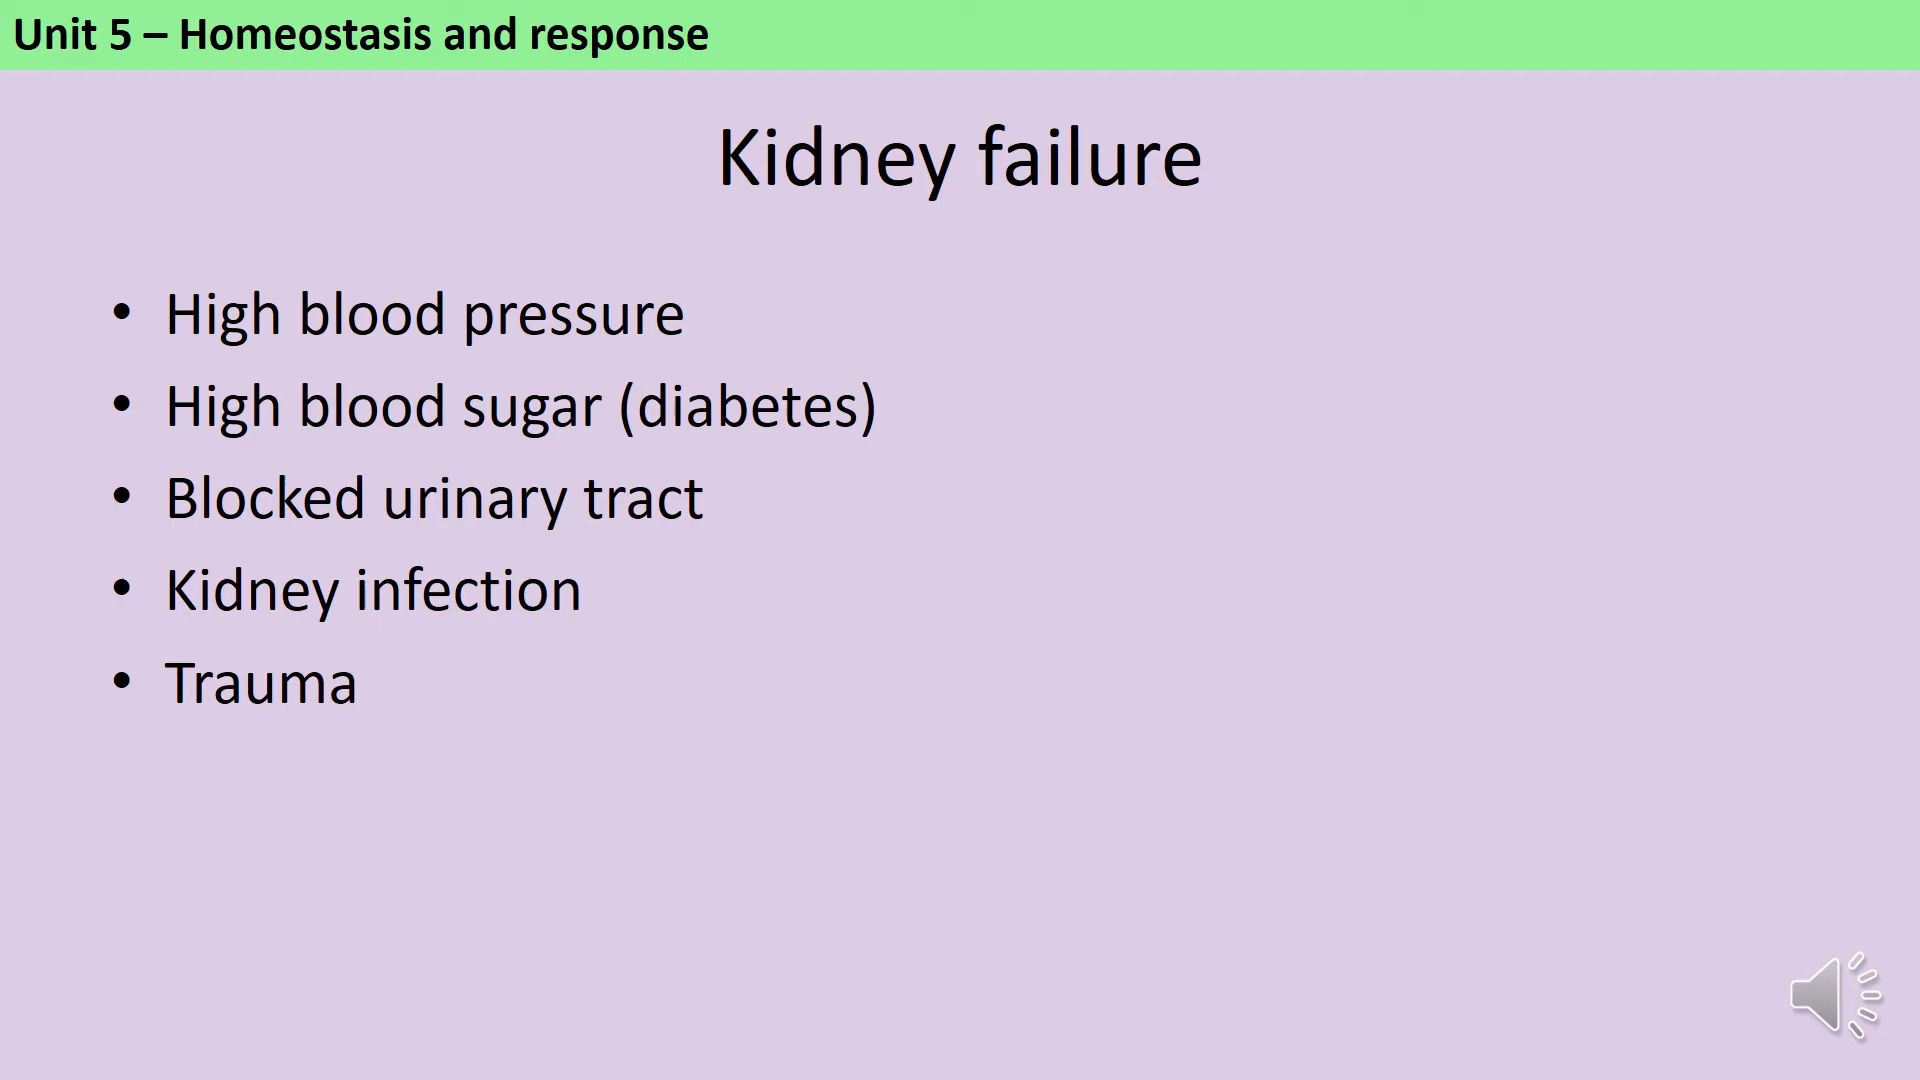 Unit 5 – Homeostasis and response
Kidney failure
• High blood pressure
• High blood sugar (diabetes)
• Blocked urinary tract
• Kidney infection
• Trauma